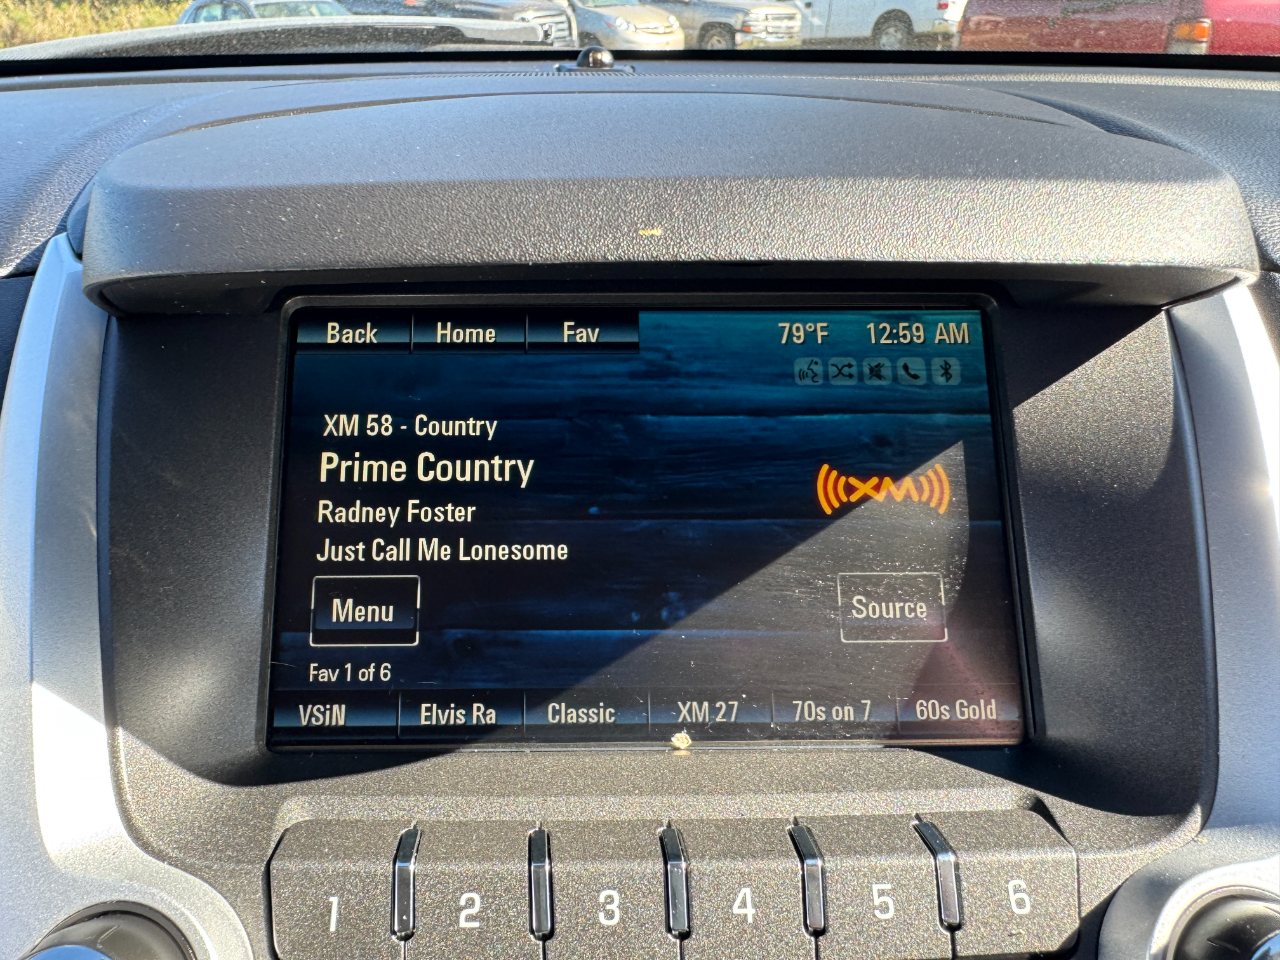 Back Home Fav 79°F 12:59 AM
XM 58 - Country
Prime Country
XM
Radney Foster
Just Call Me Lonesome
Menu Source
Fav 1 of 6
VSiN Elvis Ra Classic XM 27 70s on 7 60s Gold
1 2 3 4 5 6